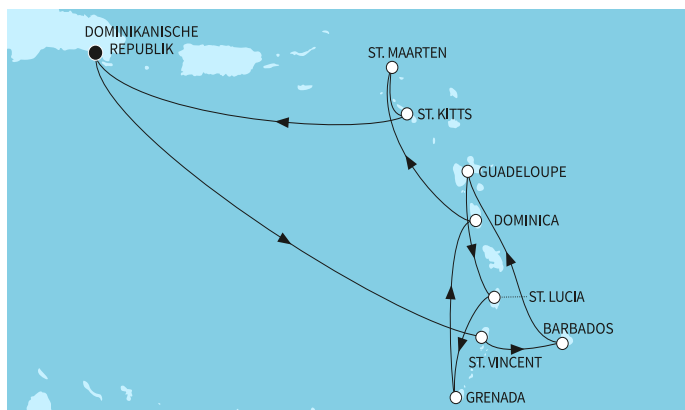 DOMINIKANISCHE
REPUBLIK
ST. MAARTEN
ST. KITTS
GUADELOUPE
DOMINICA
ST. LUCIA
BARBADOS
ST. VINCENT
GRENADA